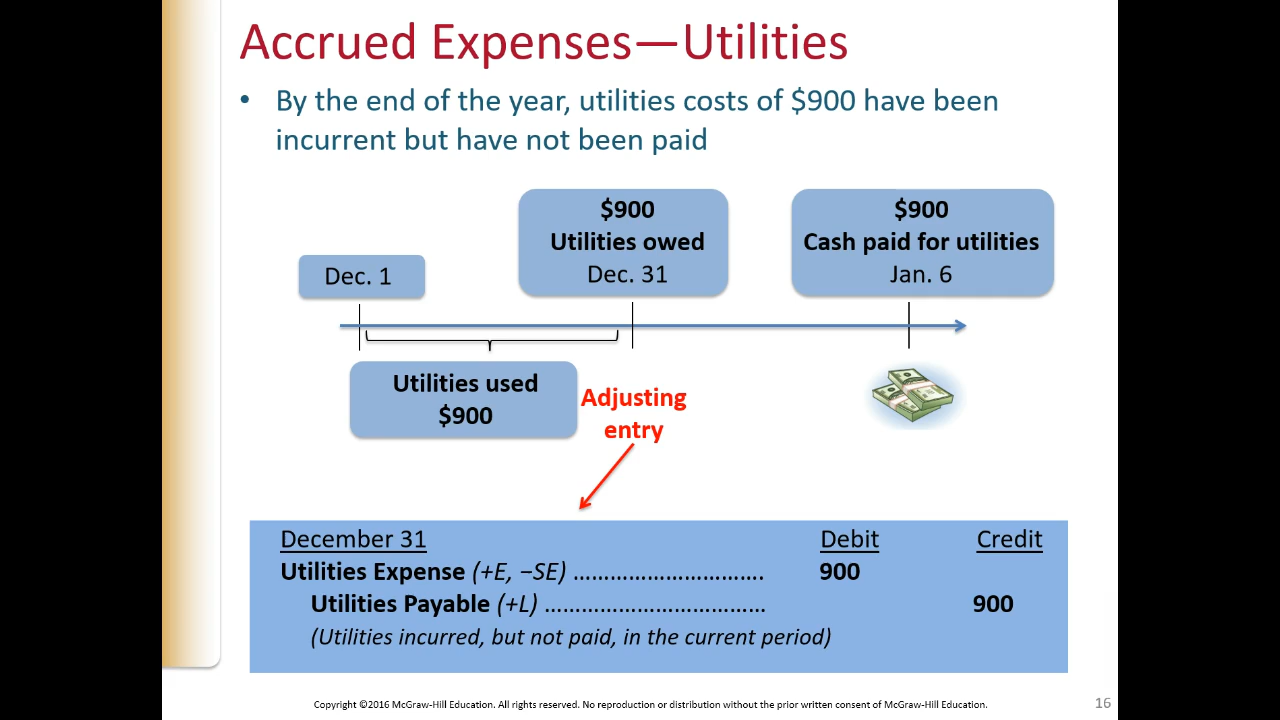 Accrued Expenses—Utilities
• By the end of the year, utilities costs of $900 have been
incurrent but have not been paid
$900
Utilities owed
Dec. 31
$900
Cash paid for utilities
Jan. 6
Dec. 1
Utilities used
$900
Adjusting
entry
December 31 Debit Credit
Utilities Expense (+E, −SE) ............................. 900
Utilities Payable (+L) ................................. 900
(Utilities incurred, but not paid, in the current period)
Copyright ©2016 McGraw-Hill Education. All rights reserved. No reproduction or distribution without the prior written consent of McGraw-Hill Education.
16